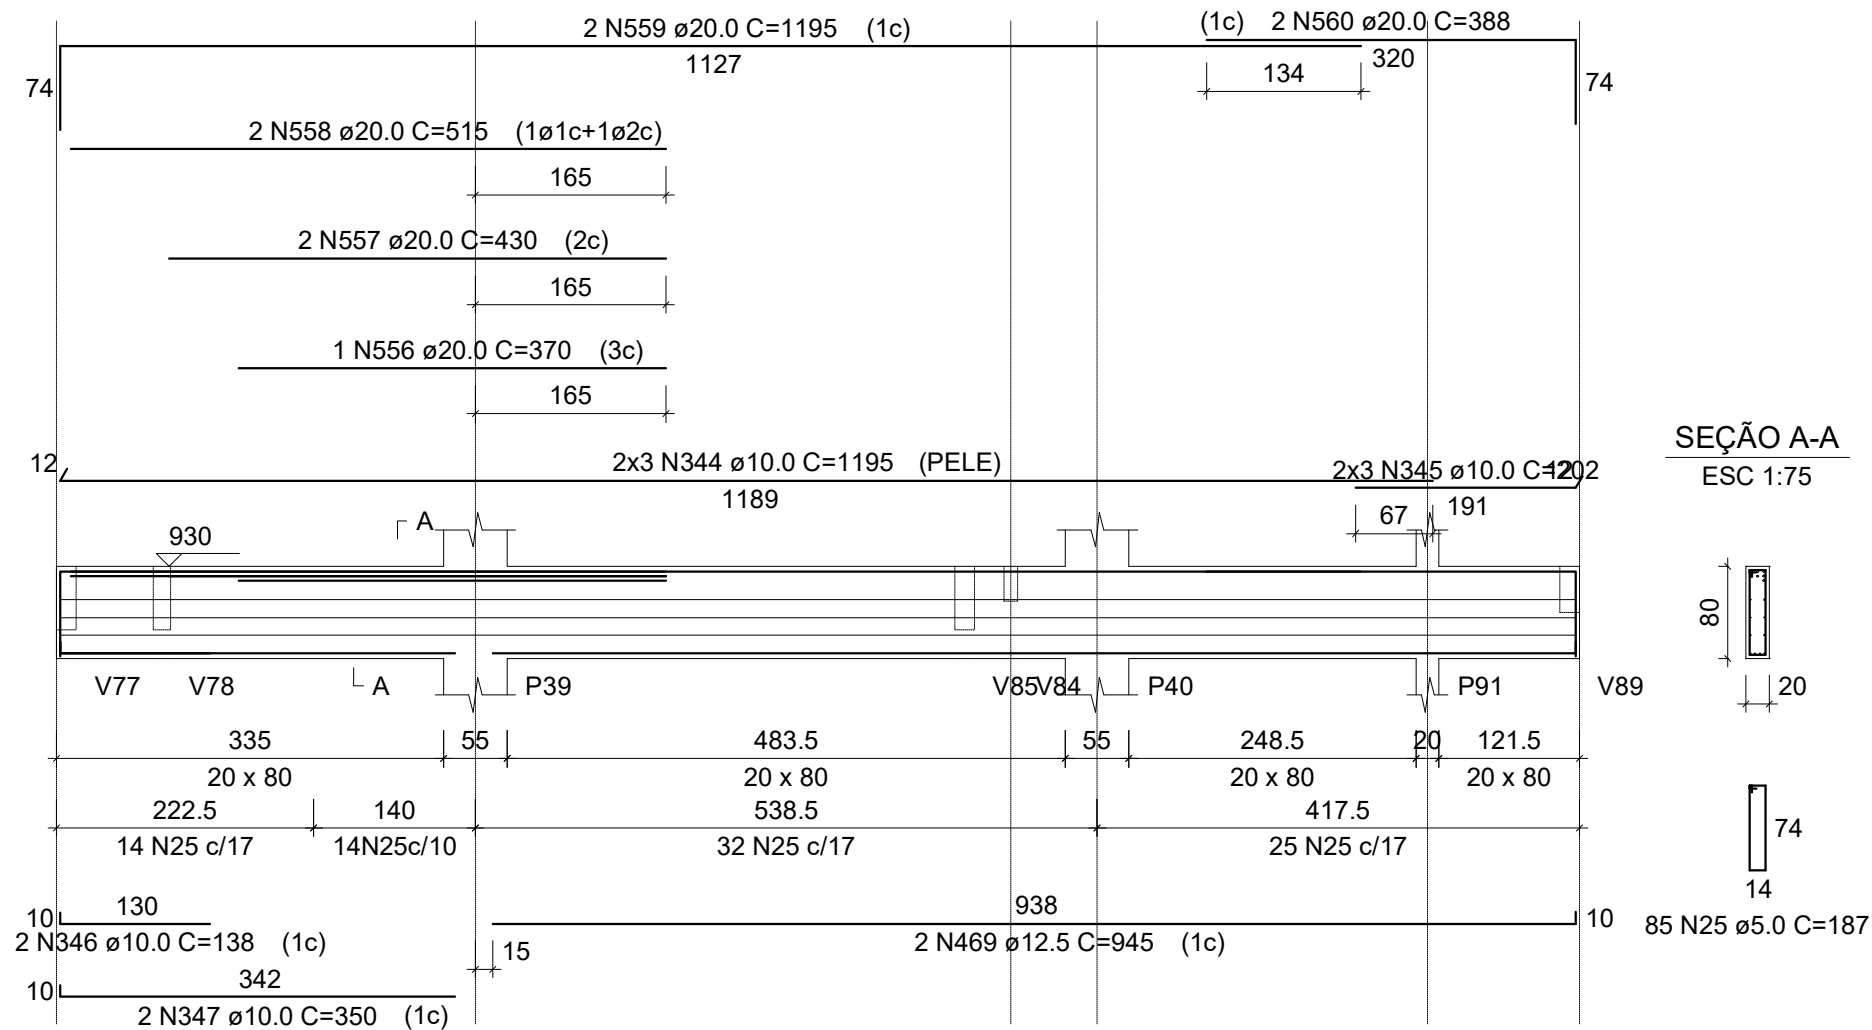 2 N559 ø20.0 C=1195 (1c)
(1c) 2 N560 ø20.0 C=388
1127
134
320
74
74
2 N558 ø20.0 C=515 (1ø1c+1ø2c)
165
2 N557 ø20.0 C=430 (2c)
165
1 N556 ø20.0 C=370 (3c)
165
12
2x3 N344 ø10.0 C=1195 (PELE)
2x3 N345 ø10.0 C=202
12
1189
67
191
SEÇÃO A-A
ESC 1:75
A
930
80
20
V77
V78
A
P39
V85
V84
P40
P91
V89
335
55
483.5
55
248.5
20
121.5
20 x 80
20 x 80
20 x 80
20 x 80
222.5
140
538.5
417.5
14 N25 c/17
14N25c/10
32 N25 c/17
25 N25 c/17
74
14
85 N25 ø5.0 C=187
10
130
2 N346 ø10.0 C=138 (1c)
938
10
2 N469 ø12.5 C=945 (1c)
15
10
342
2 N347 ø10.0 C=350 (1c)